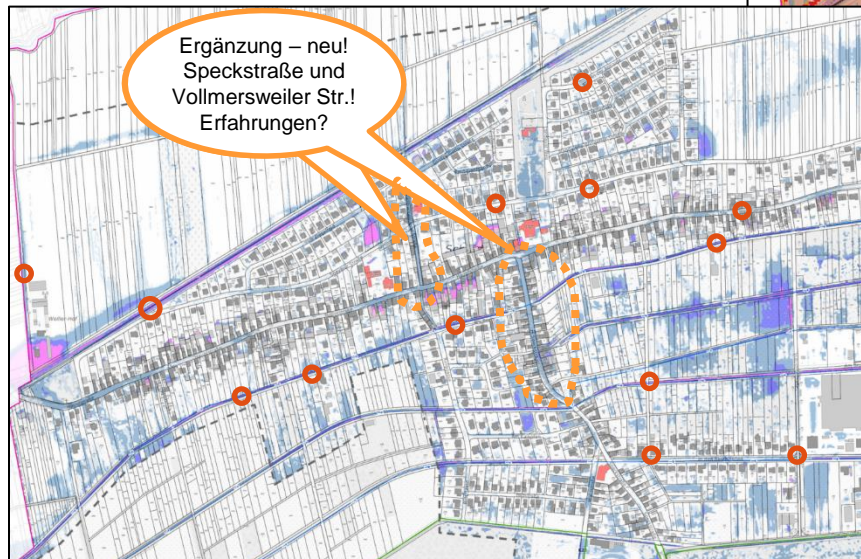 Ergänzung – neu!
Speckstraße und
Vollmersweiler Str.!
Erfahrungen?